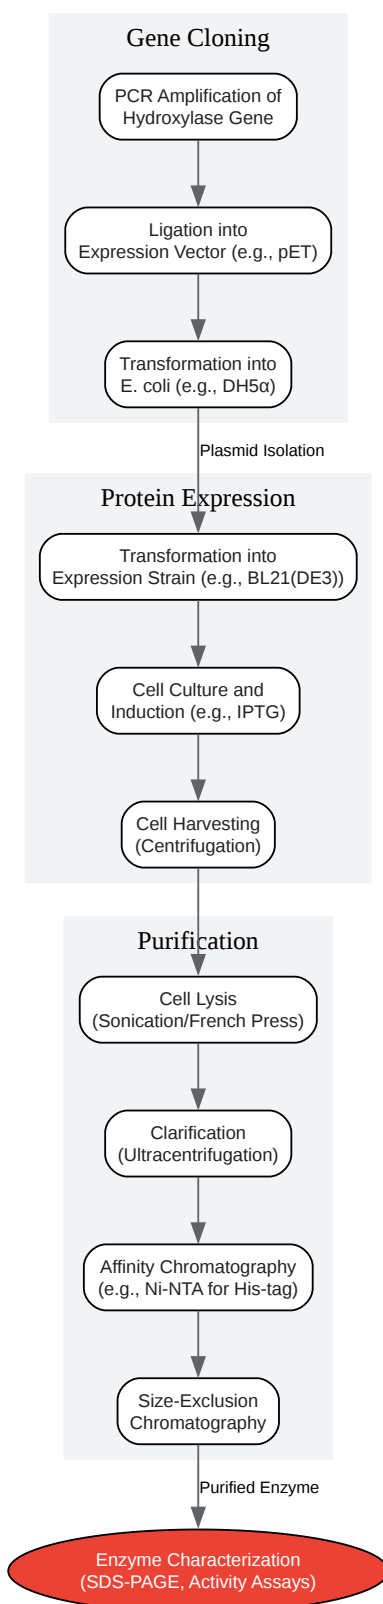 Gene Cloning
PCR Amplification of
Hydroxylase Gene
Ligation into
Expression Vector (e.g., pET)
Transformation into
E. coli (e.g., DH5α)
Plasmid Isolation
Protein Expression
Transformation into
Expression Strain (e.g., BL21(DE3))
Cell Culture and
Induction (e.g., IPTG)
Cell Harvesting
(Centrifugation)
Purification
Cell Lysis
(Sonication/French Press)
Clarification
(Ultracentrifugation)
Affinity Chromatography
(e.g., Ni-NTA for His-tag)
Size-Exclusion
Chromatography
Purified Enzyme
Enzyme Characterization
(SDS-PAGE, Activity Assays)